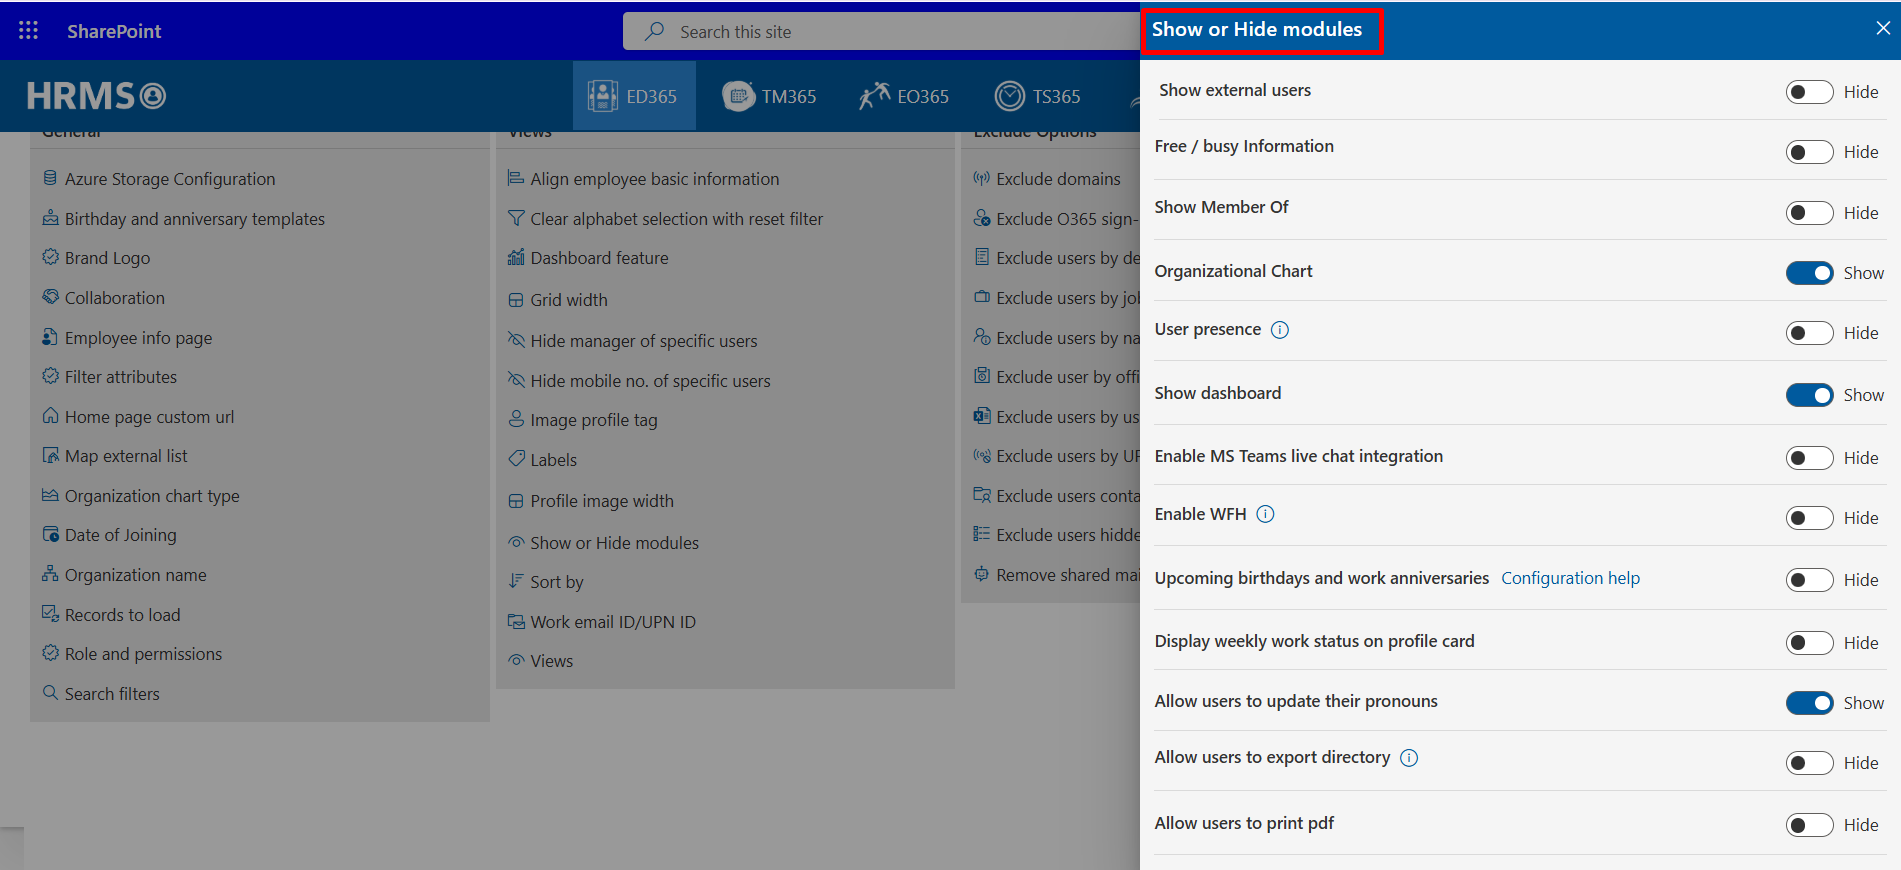 SharePoint
Search this site
Show or Hide modules
HRMS
ED365
TM365
EO365
TS365
General
Azure Storage Configuration
Birthday and anniversary templates
Brand Logo
Collaboration
Employee info page
Filter attributes
Home page custom url
Map external list
Organization chart type
Date of Joining
Organization name
Records to load
Role and permissions
Search filters
Views
Align employee basic information
Clear alphabet selection with reset filter
Dashboard feature
Grid width
Hide manager of specific users
Hide mobile no. of specific users
Image profile tag
Labels
Profile image width
Show or Hide modules
Sort by
Work email ID/UPN ID
Views
Exclude Options
Exclude domains
Exclude O365 sign-
Exclude users by de
Exclude users by jo
Exclude users by na
Exclude user by offi
Exclude users by us
Exclude users by UP
Exclude users conta
Exclude users hidde
Remove shared mai
Show external users Hide
Free / busy Information Hide
Show Member Of Hide
Organizational Chart Show
User presence Hide
Show dashboard Show
Enable MS Teams live chat integration Hide
Enable WFH Hide
Upcoming birthdays and work anniversaries Configuration help Hide
Display weekly work status on profile card Hide
Allow users to update their pronouns Show
Allow users to export directory Hide
Allow users to print pdf Hide